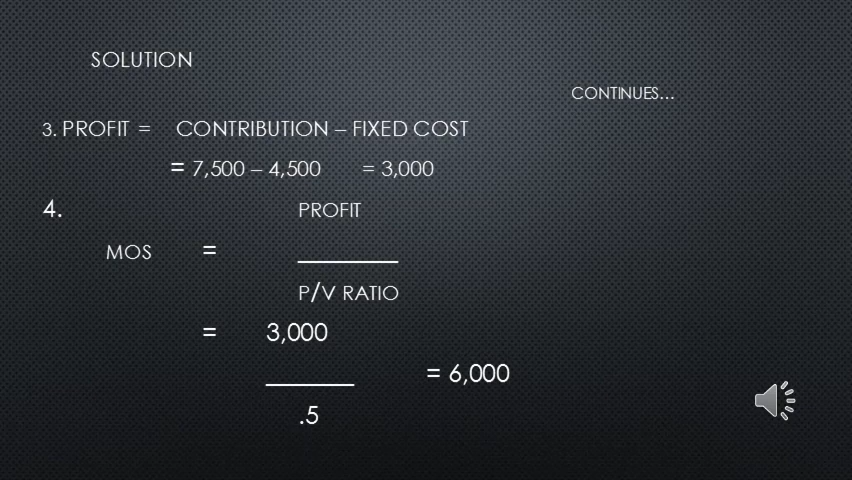 SOLUTION
CONTINUES...
3. PROFIT = CONTRIBUTION – FIXED COST
= 7,500 – 4,500 = 3,000
4. PROFIT
MOS = ________
P/V RATIO
= 3,000
_______ = 6,000
.5